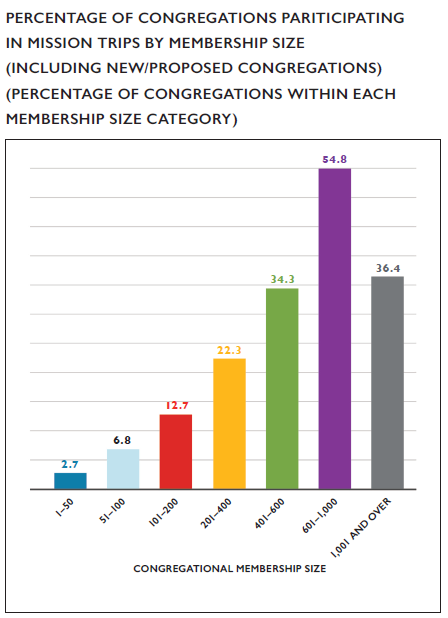 PERCENTAGE OF CONGREGATIONS PARITICIPATING
IN MISSION TRIPS BY MEMBERSHIP SIZE
(INCLUDING NEW/PROPOSED CONGREGATIONS)
(PERCENTAGE OF CONGREGATIONS WITHIN EACH
MEMBERSHIP SIZE CATEGORY)
2.7
6.8
12.7
22.3
34.3
54.8
36.4
1–50
51–100
101–200
201–400
401–600
601–1,000
1,001 AND OVER
CONGREGATIONAL MEMBERSHIP SIZE